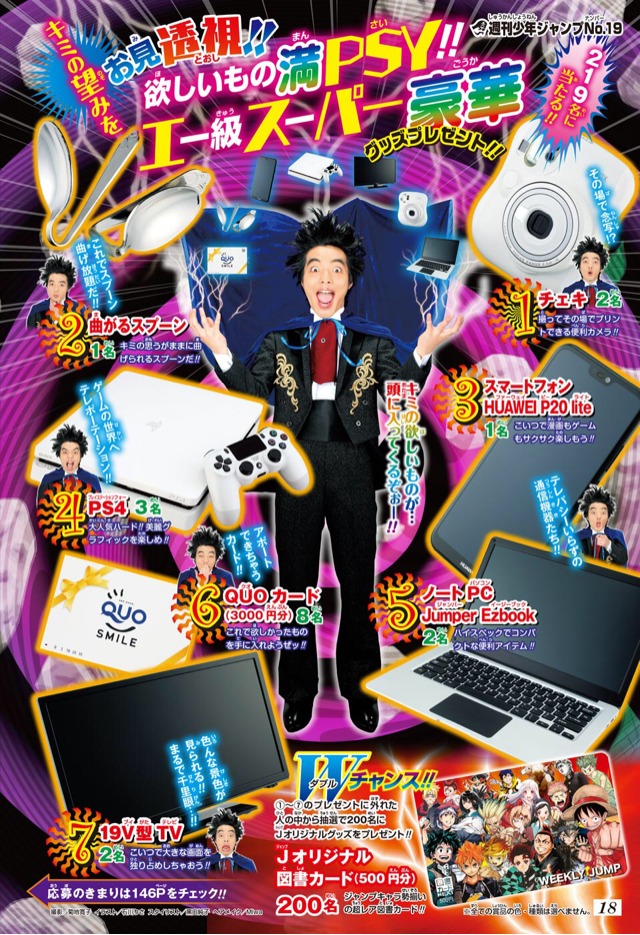 週刊少年ジャンプNo.19
キミの望みを
お見透視!!
欲しいもの満PSY!!
エー級スーパー豪華
グッズプレゼント!!
219名に
当たる!!
その場で念写!?
1 チェキ 2名
撮ってその場でプリン
トできる便利カメラ!!
これでスプーン
曲げ放題だ!!
2 曲がるスプーン
1名
キミの思うがままに曲
げられるスプーンだ!!
キミの欲しいものが…
頭に入ってくるぞぉー!!
3 スマートフォン
HUAWEI P20 lite
1名
こいつで漫画もゲーム
もサクサク楽しもう!!
テレパシいらずの
通信機器たち!!
HUAWEI
ゲームの世界へ
テレポーテーション!!
4 PS4 3名
大人気ハード!! 美麗グ
ラフィックを楽しめ!!
5 ノートPC
Jumper Ezbook
2名
ハイスペックでコンパ
クトな便利アイテム!!
アポート
できちゃう
カード!!
6 QUOカード
(3000円分) 8名
これで欲しかったもの
を手に入れようぜッ!!
QUO
SMILE
色んな景色が
見られる!!
まるで千里眼…!!
7 19V型TV
2名
こいつで大きな画面を
独り占めしちゃおう!!
Wチャンス!!
①～⑦のプレゼントに外れた
人の中から抽選で200名に
Jオリジナルグッズをプレゼント!!
Jオリジナル
図書カード(500円分)
200名
ジャンプキャラ勢揃い
の超レア図書カード!!
WEEKLY JUMP
応募のきまりは146Pをチェック!!
※全ての賞品の色・種類は選べません。
18